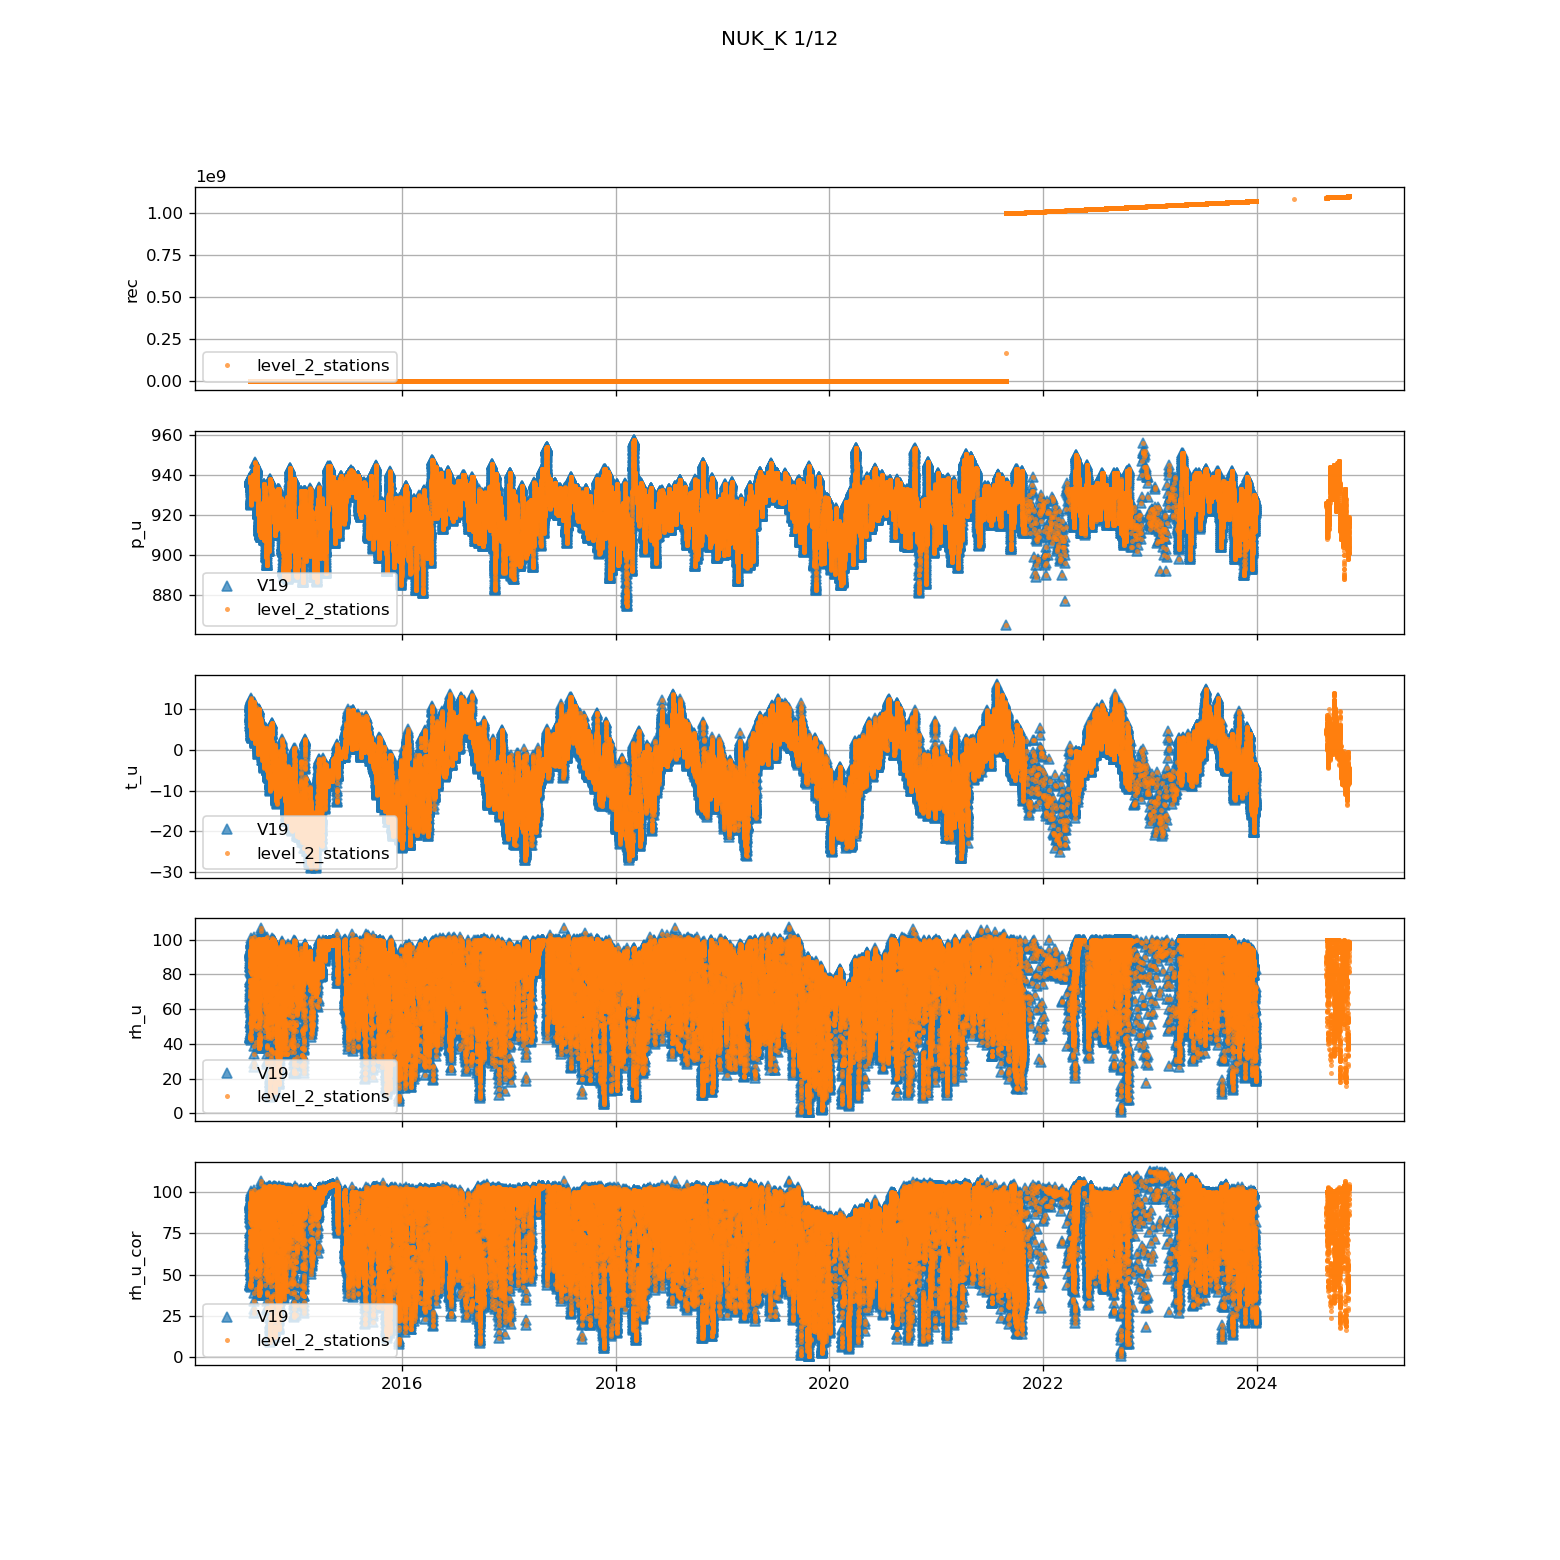 NUK_K 1/12
1e9
1.00
0.75
0.50
0.25
0.00
rec
level_2_stations
960
940
920
900
880
p_u
V19
level_2_stations
10
0
−10
−20
−30
t_u
V19
level_2_stations
100
80
60
40
20
0
rh_u
V19
level_2_stations
100
75
50
25
0
rh_u_cor
V19
level_2_stations
2016 2018 2020 2022 2024